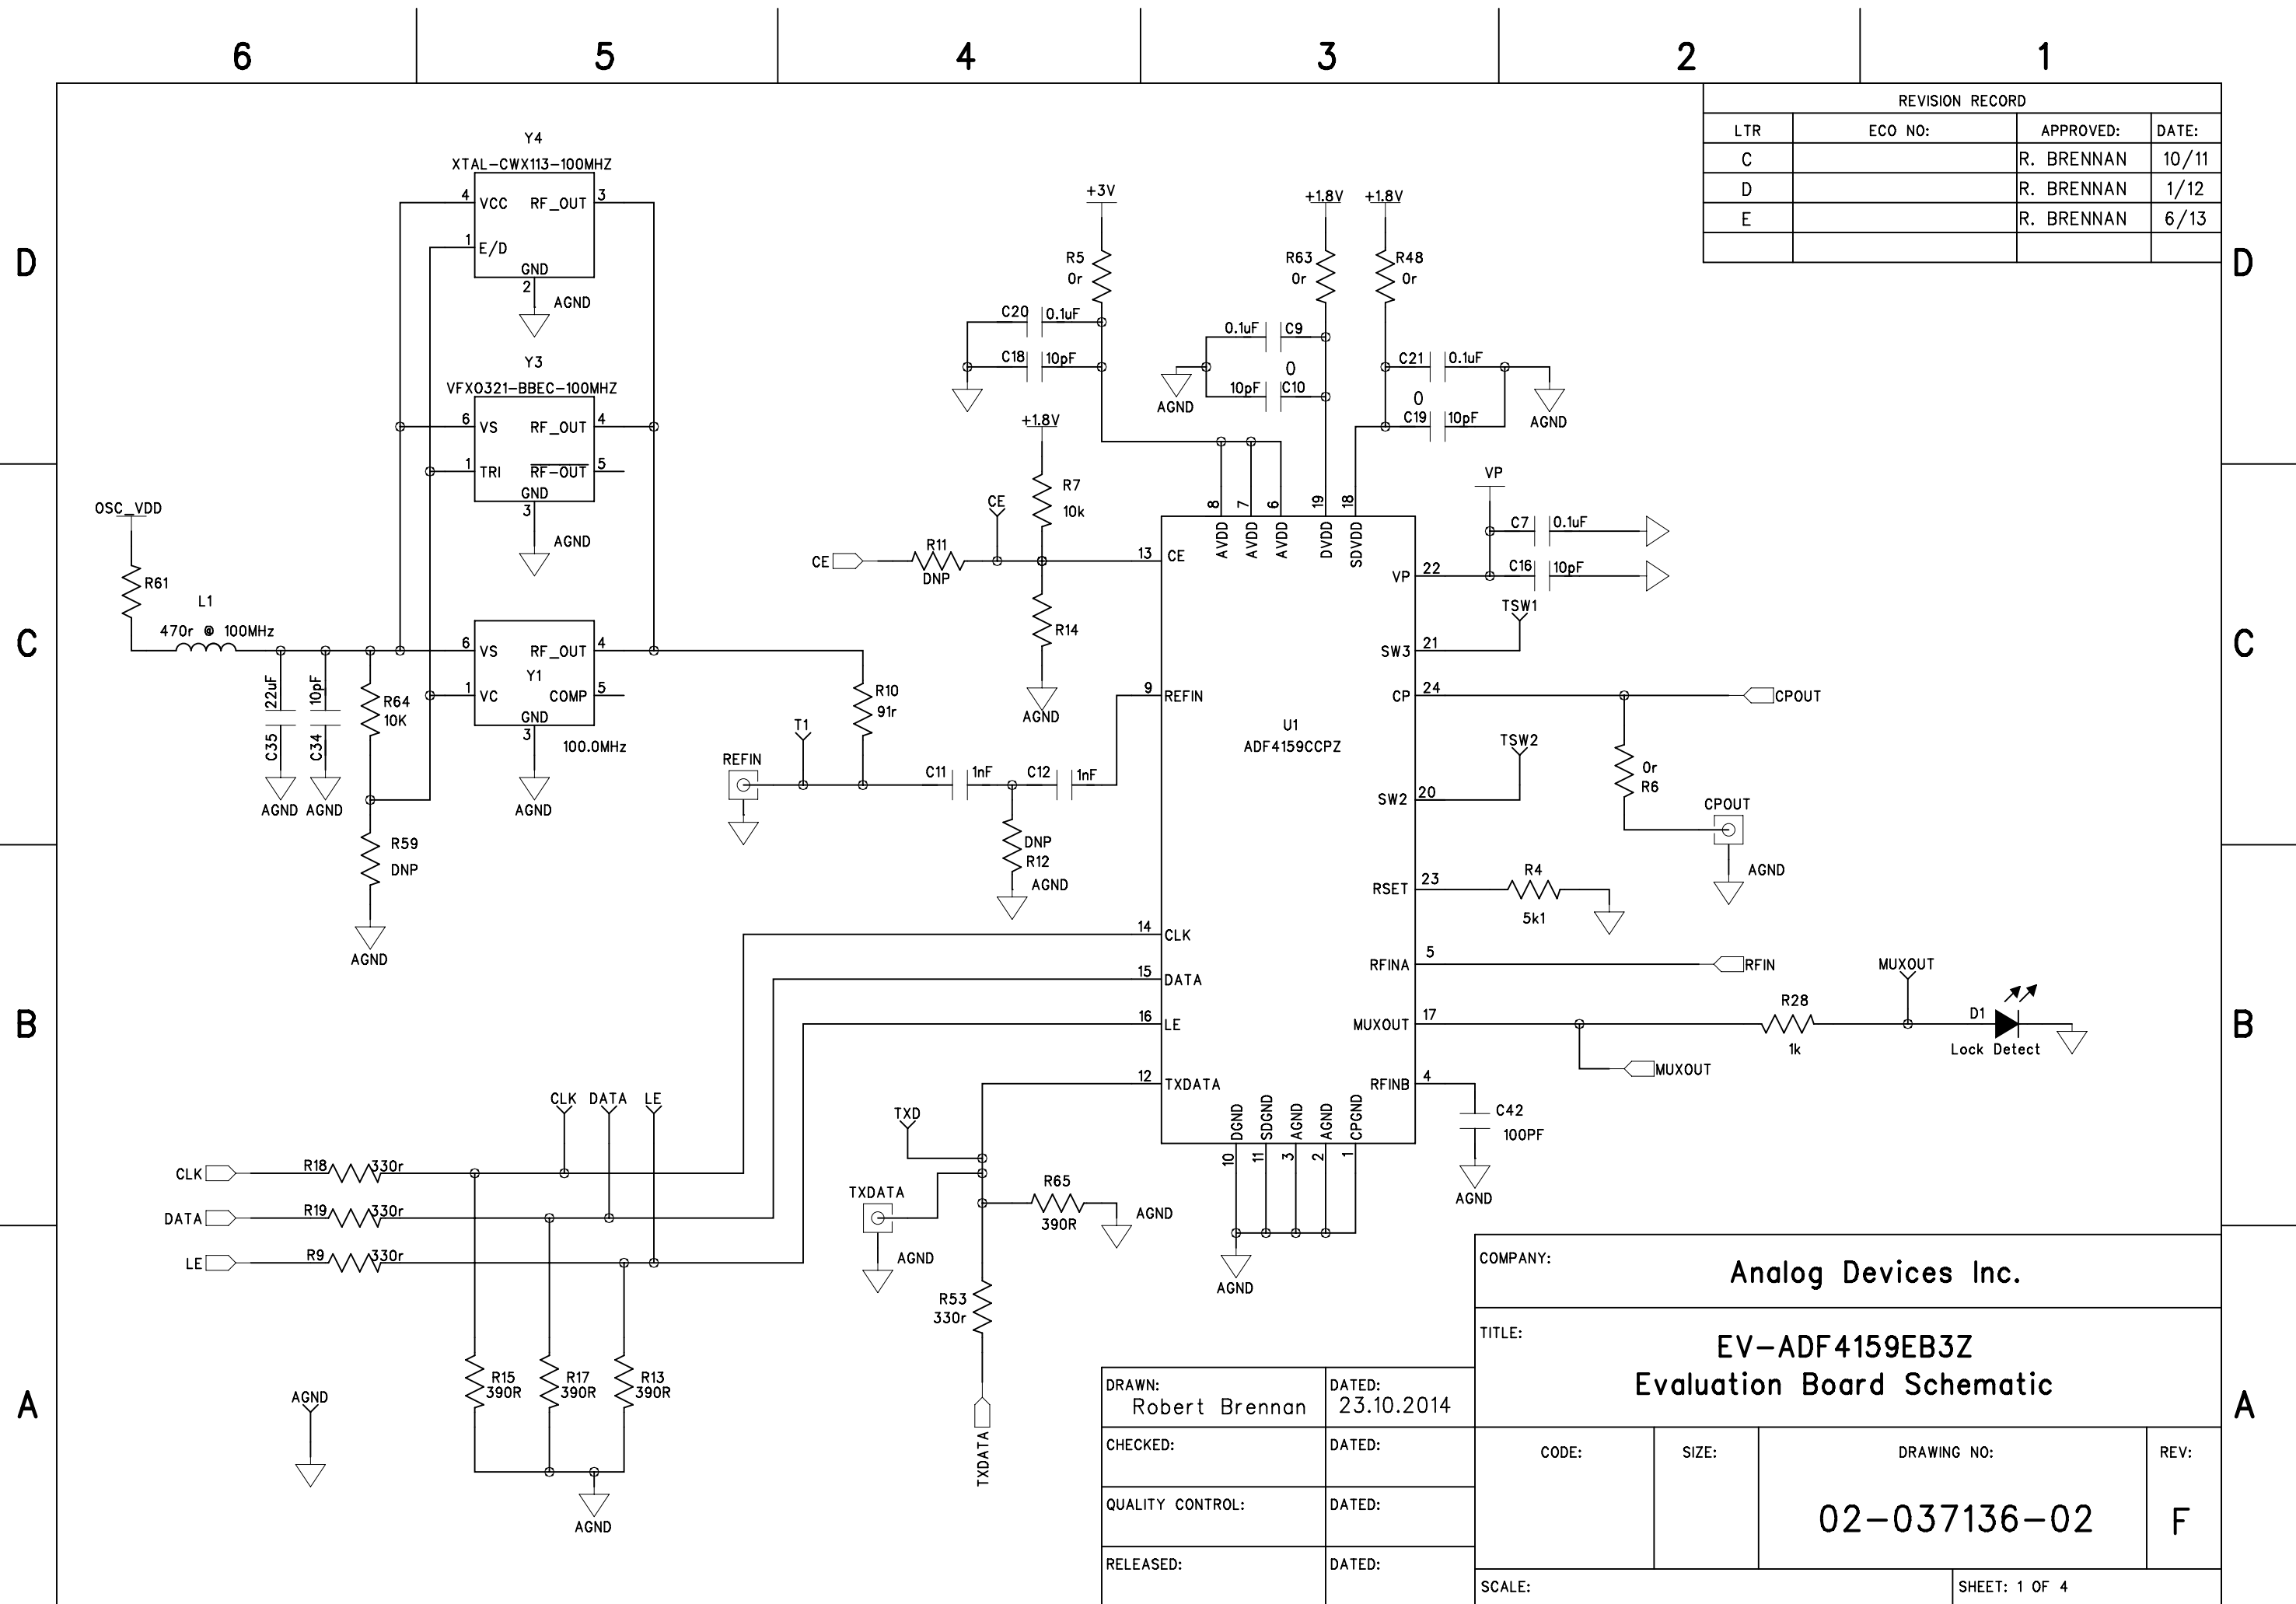 6 5 4 3 2 1
REVISION RECORD
LTR ECO NO: APPROVED: DATE:
C R. BRENNAN 10/11
D R. BRENNAN 1/12
E R. BRENNAN 6/13
D D
C C
B B
A A
Y4
XTAL-CWX113-100MHZ
4 VCC RF_OUT 3
1 E/D
GND
2
AGND
Y3
VFXO321-BBEC-100MHZ
6 VS RF_OUT 4
1 TRI RF-OUT 5
GND
3
AGND
OSC_VDD
R61
L1
470r @ 100MHz
6 VS RF_OUT 4
Y1
1 VC COMP 5
GND
3
100.0MHz
AGND
22uF
C35
AGND
10pF
C34
AGND
R64
10K
R59
DNP
AGND
+3V
R5
0r
C20 0.1uF
C18 10pF
+1.8V
R63
0r
0.1uF C9
0
10pF C10
AGND
+1.8V
R48
0r
C21 0.1uF
0
C19 10pF
AGND
+1.8V
R7
10k
CE
CE
R11
DNP
R14
AGND
R10
91r
T1
REFIN
C11 1nF
C12 1nF
DNP
R12
AGND
8 AVDD
7 AVDD
6 AVDD
19 DVDD
18 SDVDD
13 CE
9 REFIN
14 CLK
15 DATA
16 LE
12 TXDATA
U1
ADF4159CCPZ
VP 22
SW3 21
CP 24
SW2 20
RSET 23
RFINA 5
MUXOUT 17
RFINB 4
DGND 10
SDGND 11
AGND 3
AGND 2
CPGND 1
AGND
VP
C7 0.1uF
C16 10pF
TSW1
CPOUT
TSW2
0r
R6
CPOUT
AGND
R4
5k1
RFIN
MUXOUT
R28
1k
D1
Lock Detect
MUXOUT
C42
100PF
AGND
CLK DATA LE
CLK R18 330r
DATA R19 330r
LE R9 330r
R15
390R
R17
390R
R13
390R
AGND
AGND
TXD
TXDATA
AGND
R65
390R
AGND
R53
330r
TXDATA
COMPANY:
Analog Devices Inc.
TITLE:
EV-ADF4159EB3Z
Evaluation Board Schematic
DRAWN:
Robert Brennan
DATED:
23.10.2014
CHECKED: DATED:
QUALITY CONTROL: DATED:
RELEASED: DATED:
CODE: SIZE: DRAWING NO: REV:
02-037136-02 F
SCALE: SHEET: 1 OF 4